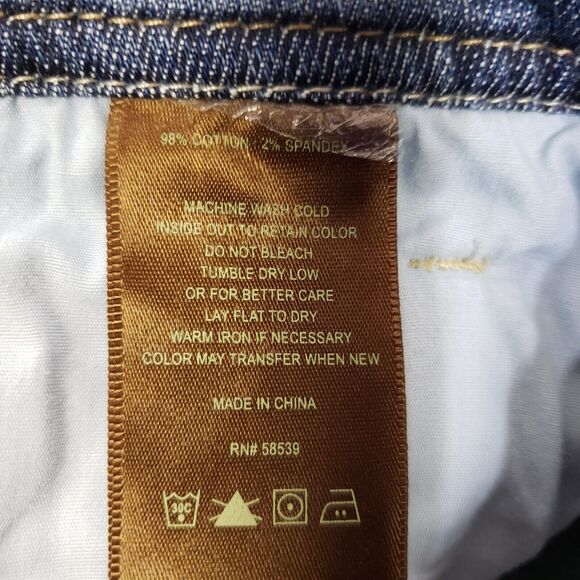 98% COTTON, 2% SPANDEX
MACHINE WASH COLD
INSIDE OUT TO RETAIN COLOR
DO NOT BLEACH
TUMBLE DRY LOW
OR FOR BETTER CARE
LAY FLAT TO DRY
WARM IRON IF NECESSARY
COLOR MAY TRANSFER WHEN NEW
MADE IN CHINA
RN# 58539
30C